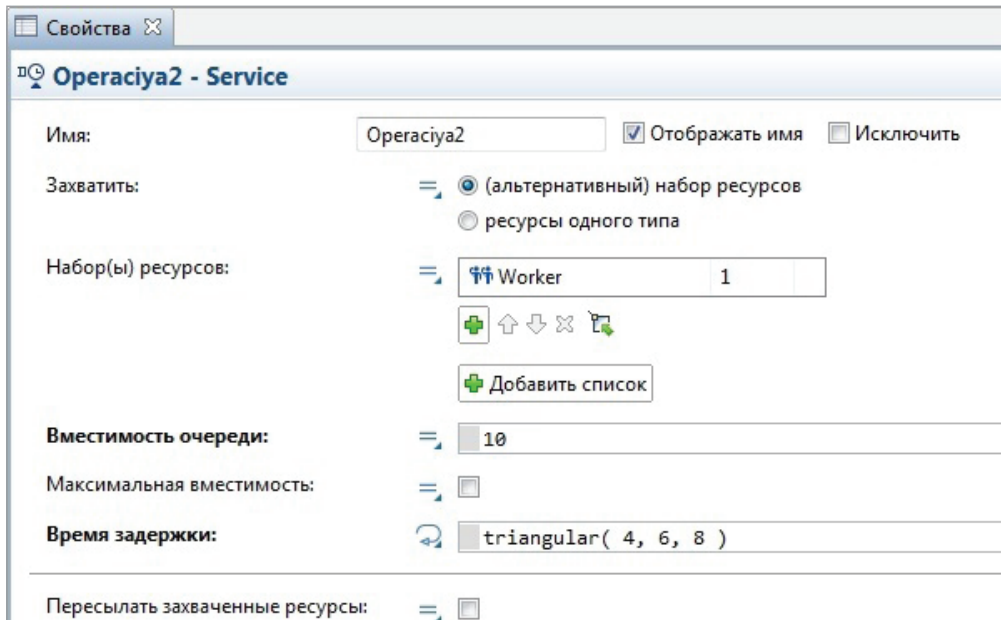 Свойства
Operaciya2 - Service
Имя: Operaciya2 Отображать имя Исключить
Захватить: (альтернативный) набор ресурсов
ресурсы одного типа
Набор(ы) ресурсов: Worker 1
Добавить список
Вместимость очереди: 10
Максимальная вместимость:
Время задержки: triangular( 4, 6, 8 )
Пересылать захваченные ресурсы: